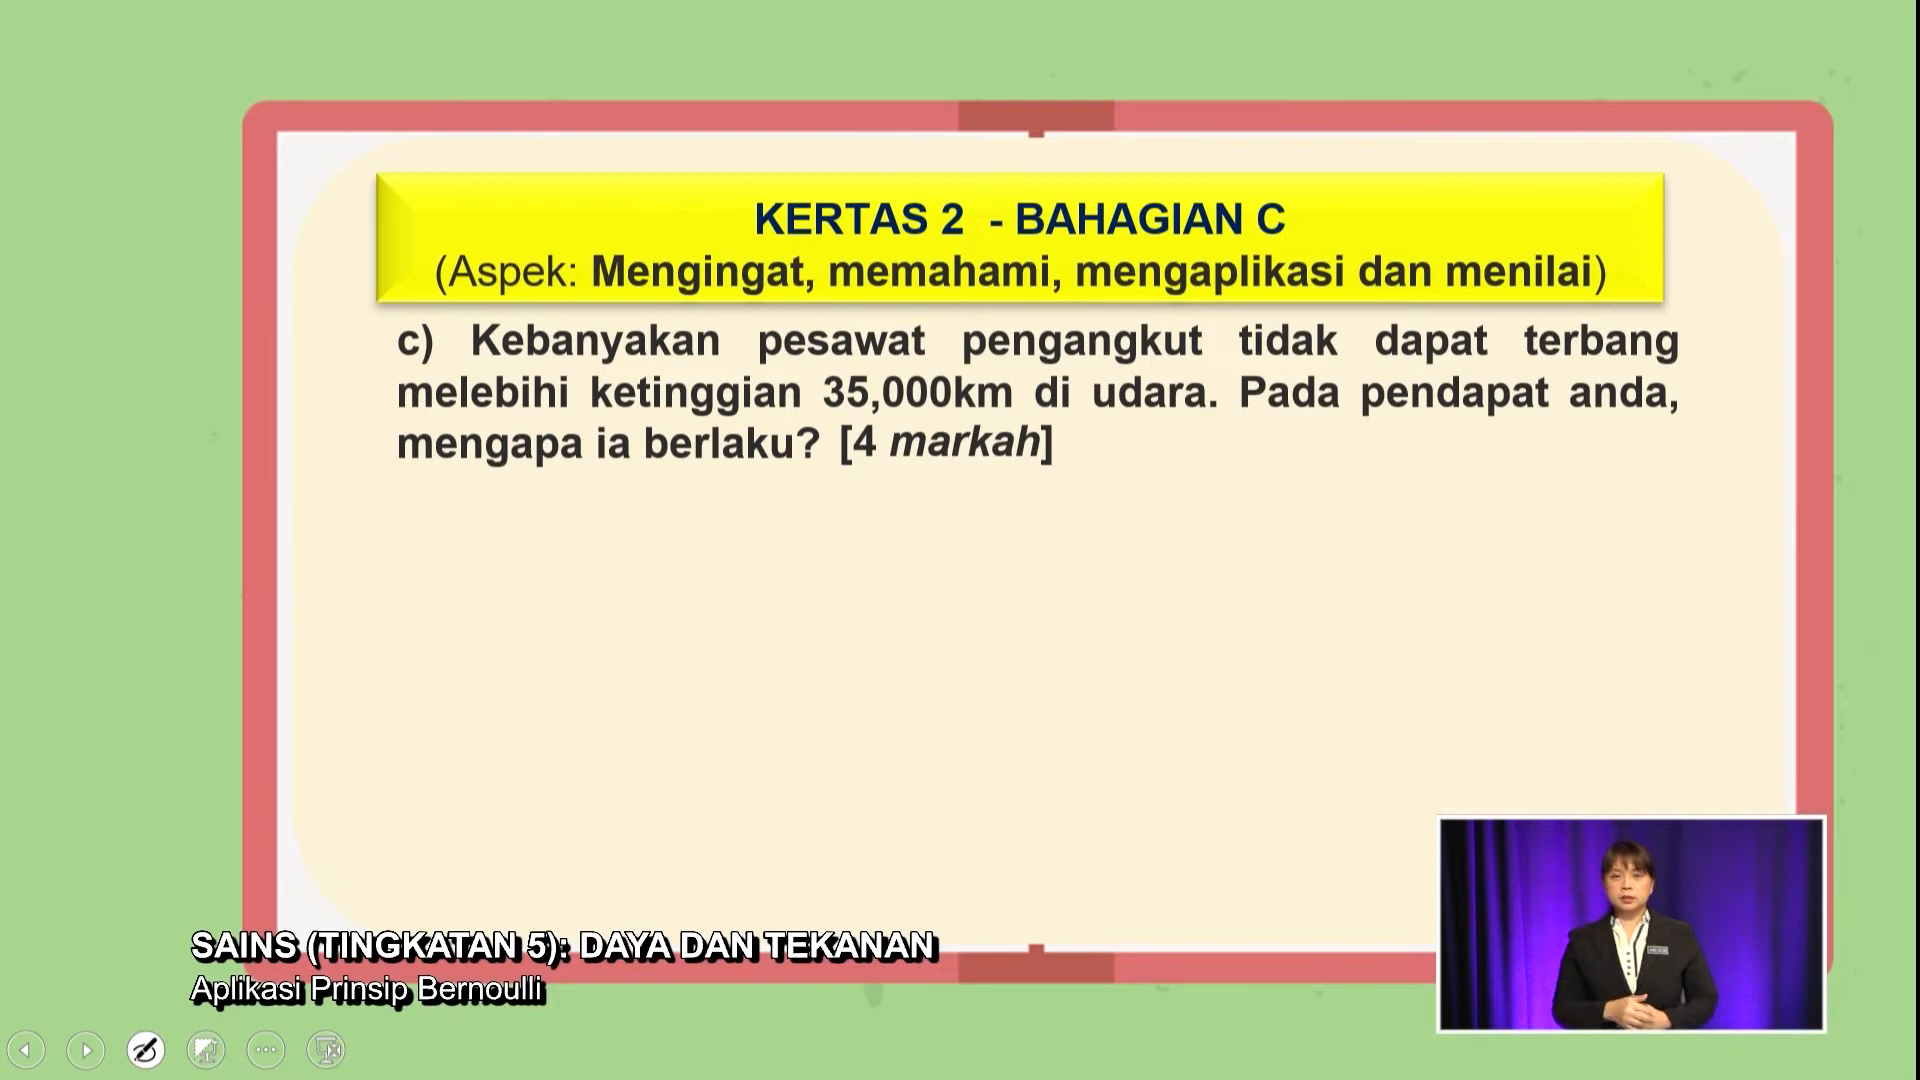 KERTAS 2 - BAHAGIAN C
(Aspek: Mengingat, memahami, mengaplikasi dan menilai)
c) Kebanyakan pesawat pengangkut tidak dapat terbang
melebihi ketinggian 35,000km di udara. Pada pendapat anda,
mengapa ia berlaku? [4 markah]
SAINS (TINGKATAN 5): DAYA DAN TEKANAN
Aplikasi Prinsip Bernoulli